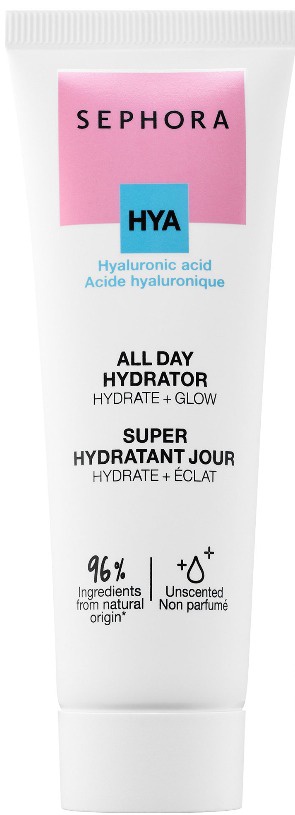 SEPHORA
HYA
Hyaluronic acid
Acide hyaluronique
ALL DAY
HYDRATOR
HYDRATE + GLOW
SUPER
HYDRATANT JOUR
HYDRATE + ÉCLAT
96%
Ingredients
from natural
origin*
Unscented
Non parfumé